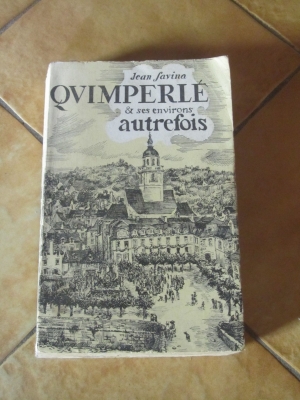 Jean Savina
QVIMPERLÉ
& ses environs
autrefois